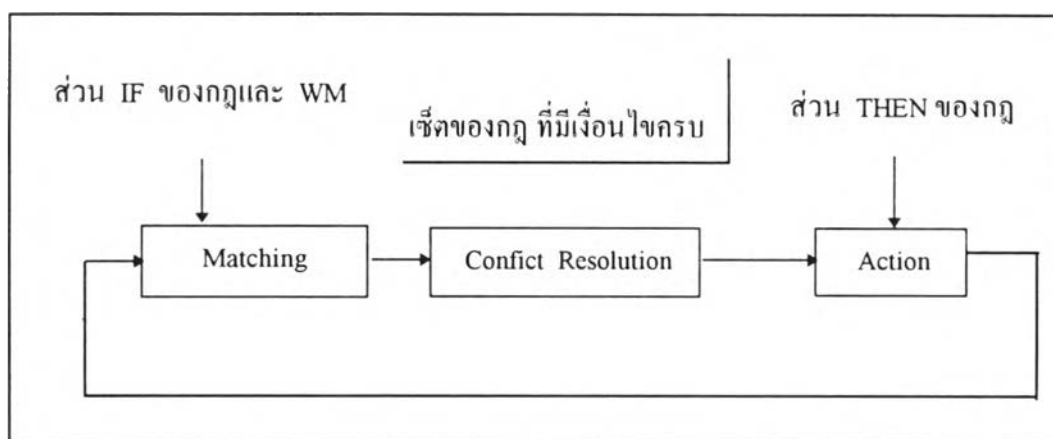 ส่วน IF ของกฎและ WM
เซ็ตของกฎ ที่มีเงื่อนไขครบ
ส่วน THEN ของกฎ
Matching
Confict Resolution
Action